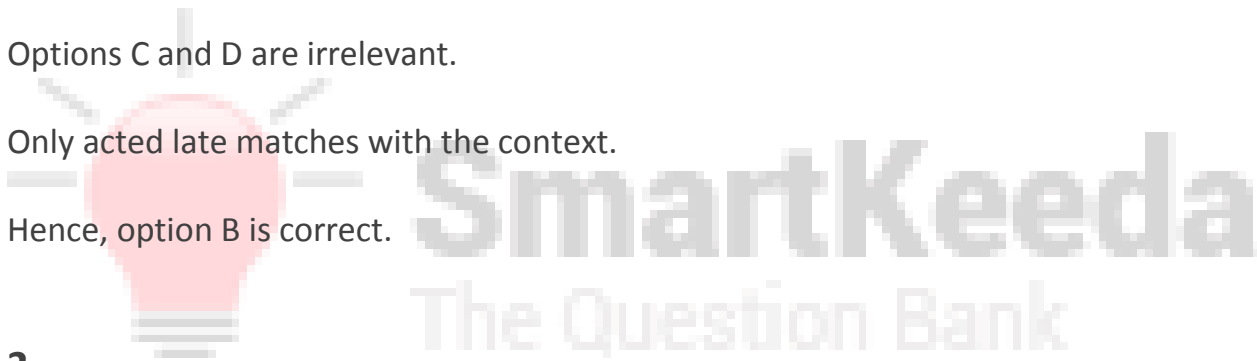 Options C and D are irrelevant.
Only acted late matches with the context.
SmartKeeda
Hence, option B is correct.
The Question Bank